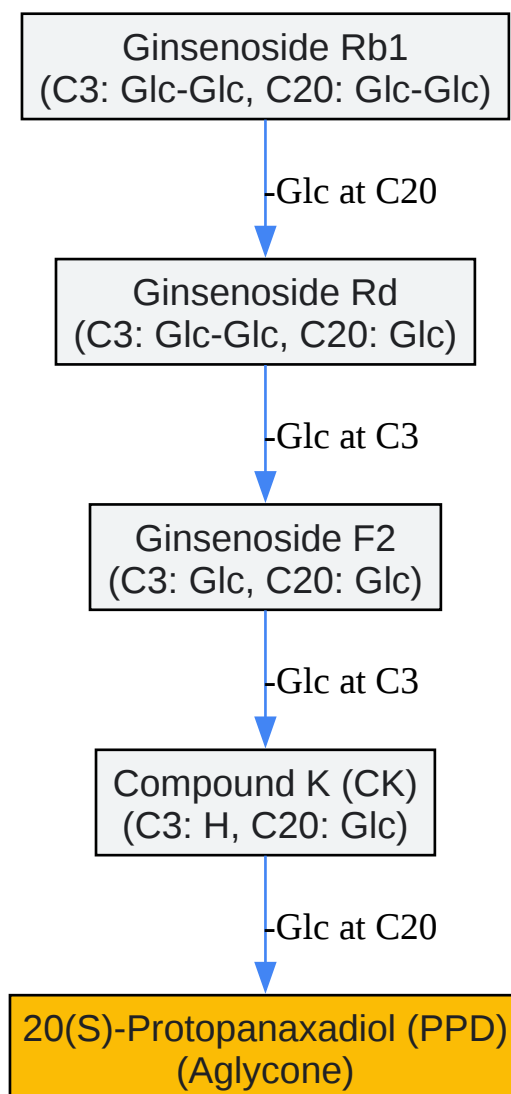 Ginsenoside Rb1
(C3: Glc-Glc, C20: Glc-Glc)
-Glc at C20
Ginsenoside Rd
(C3: Glc-Glc, C20: Glc)
-Glc at C3
Ginsenoside F2
(C3: Glc, C20: Glc)
-Glc at C3
Compound K (CK)
(C3: H, C20: Glc)
-Glc at C20
20(S)-Protopanaxadiol (PPD)
(Aglycone)